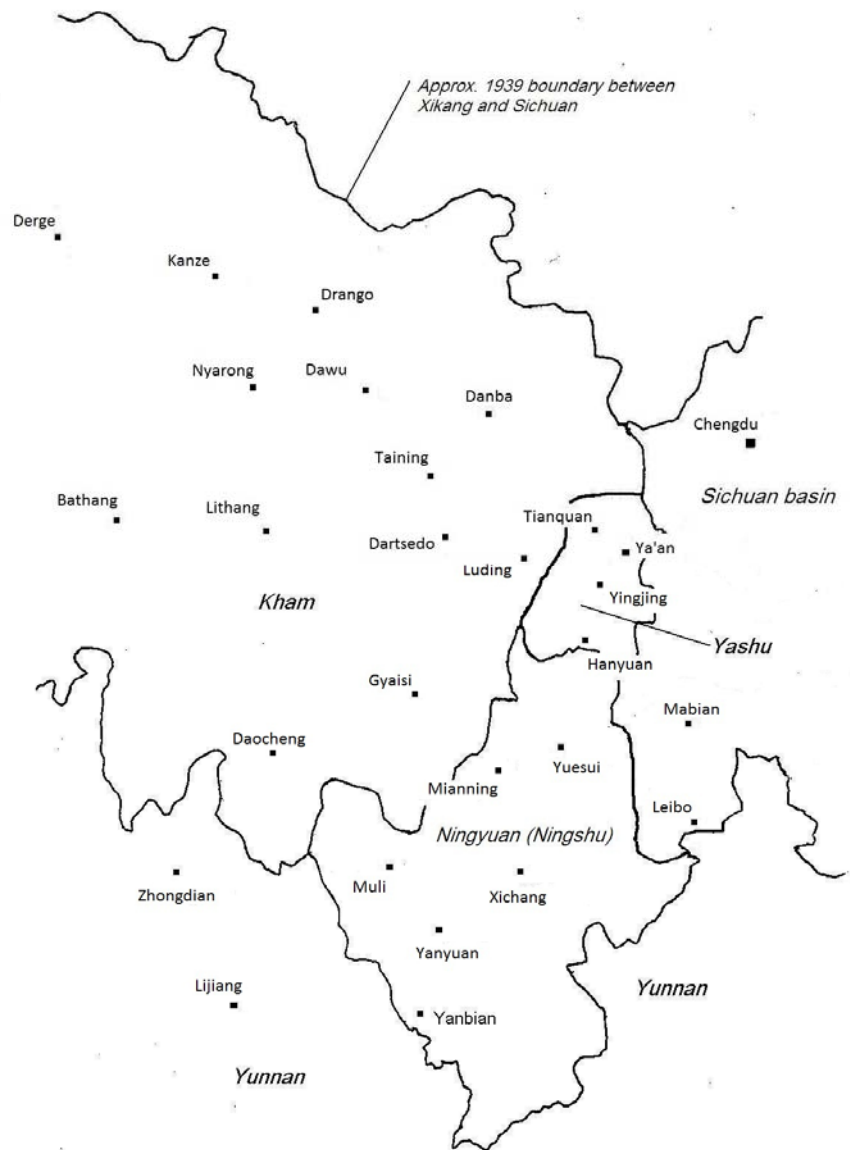 Approx. 1939 boundary between
Xikang and Sichuan
Derge
Kanze
Drango
Nyarong
Dawu
Danba
Chengdu
Taining
Sichuan basin
Bathang
Lithang
Tianquan
Dartsedo
Ya'an
Luding
Yingjing
Kham
Yashu
Hanyuan
Gyaisi
Mabian
Daocheng
Yuesui
Mianning
Leibo
Ningyuan (Ningshu)
Muli
Xichang
Zhongdian
Yanyuan
Lijiang
Yunnan
Yanbian
Yunnan